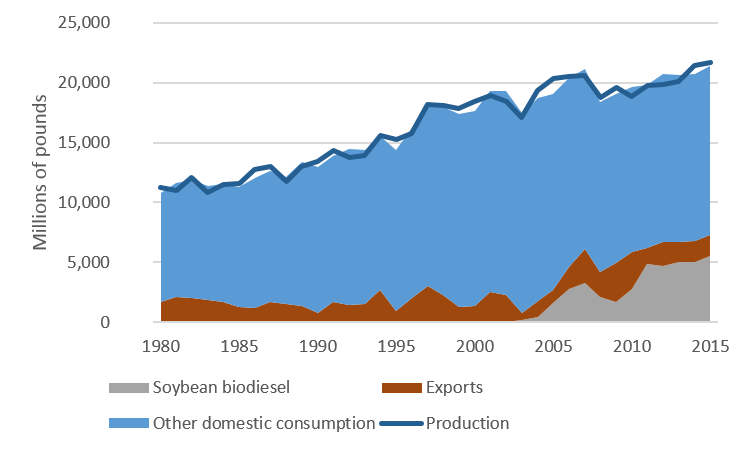 25,000
20,000
15,000
10,000
5,000
0
Millions of pounds
1980 1985 1990 1995 2000 2005 2010 2015
Soybean biodiesel Exports
Other domestic consumption Production